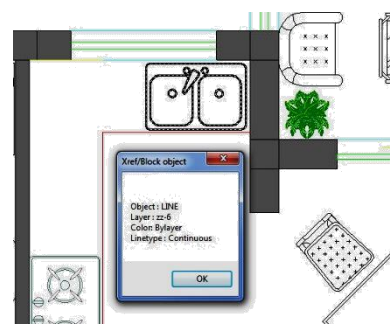 Xref/Block object
Object : LINE
Layer : zz-6
Color: Bylayer
Linetype : Continuous
OK